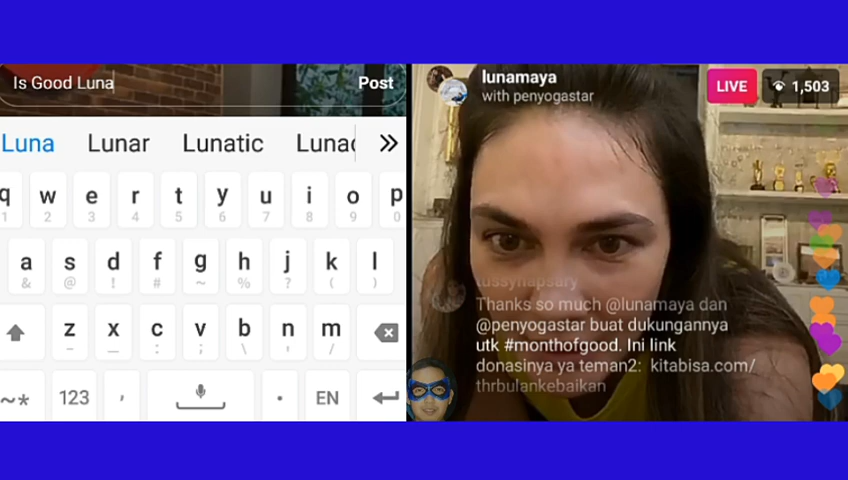 Is Good Luna
Post
Luna Lunar Lunatic Lunac
q w e r t y u i o p
1 2 3 4 5 6 7 8 9 0
a s d f g h j k l
& @ ! # ~ % ? ( )
z x c v b n m
- _ : ; \ ' /
~* 123 , . EN
lunamaya
with penyogastar
LIVE
1,503
Thanks so much @lunamaya dan
@penyogastar buat dukungannya
utk #monthofgood. Ini link
donasinya ya teman2: kitabisa.com/
thrbulankebaikan